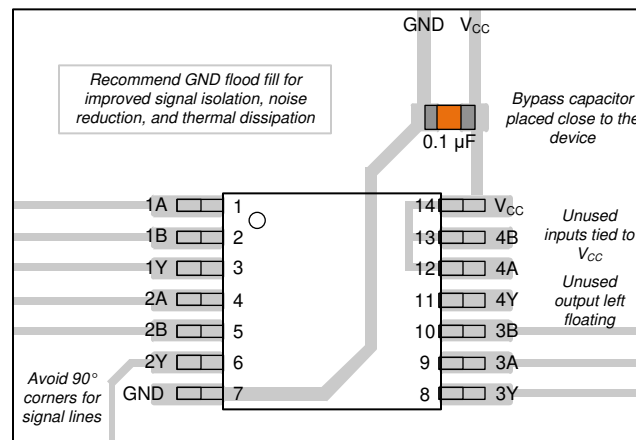 GND VCC
Recommend GND flood fill for
improved signal isolation, noise
reduction, and thermal dissipation
Bypass capacitor
placed close to the
device
0.1 µF
1A 1 14 VCC
1B 2 13 4B
1Y 3 12 4A
2A 4 11 4Y
2B 5 10 3B
2Y 6 9 3A
GND 7 8 3Y
Unused
inputs tied to
VCC
Unused
output left
floating
Avoid 90°
corners for
signal lines